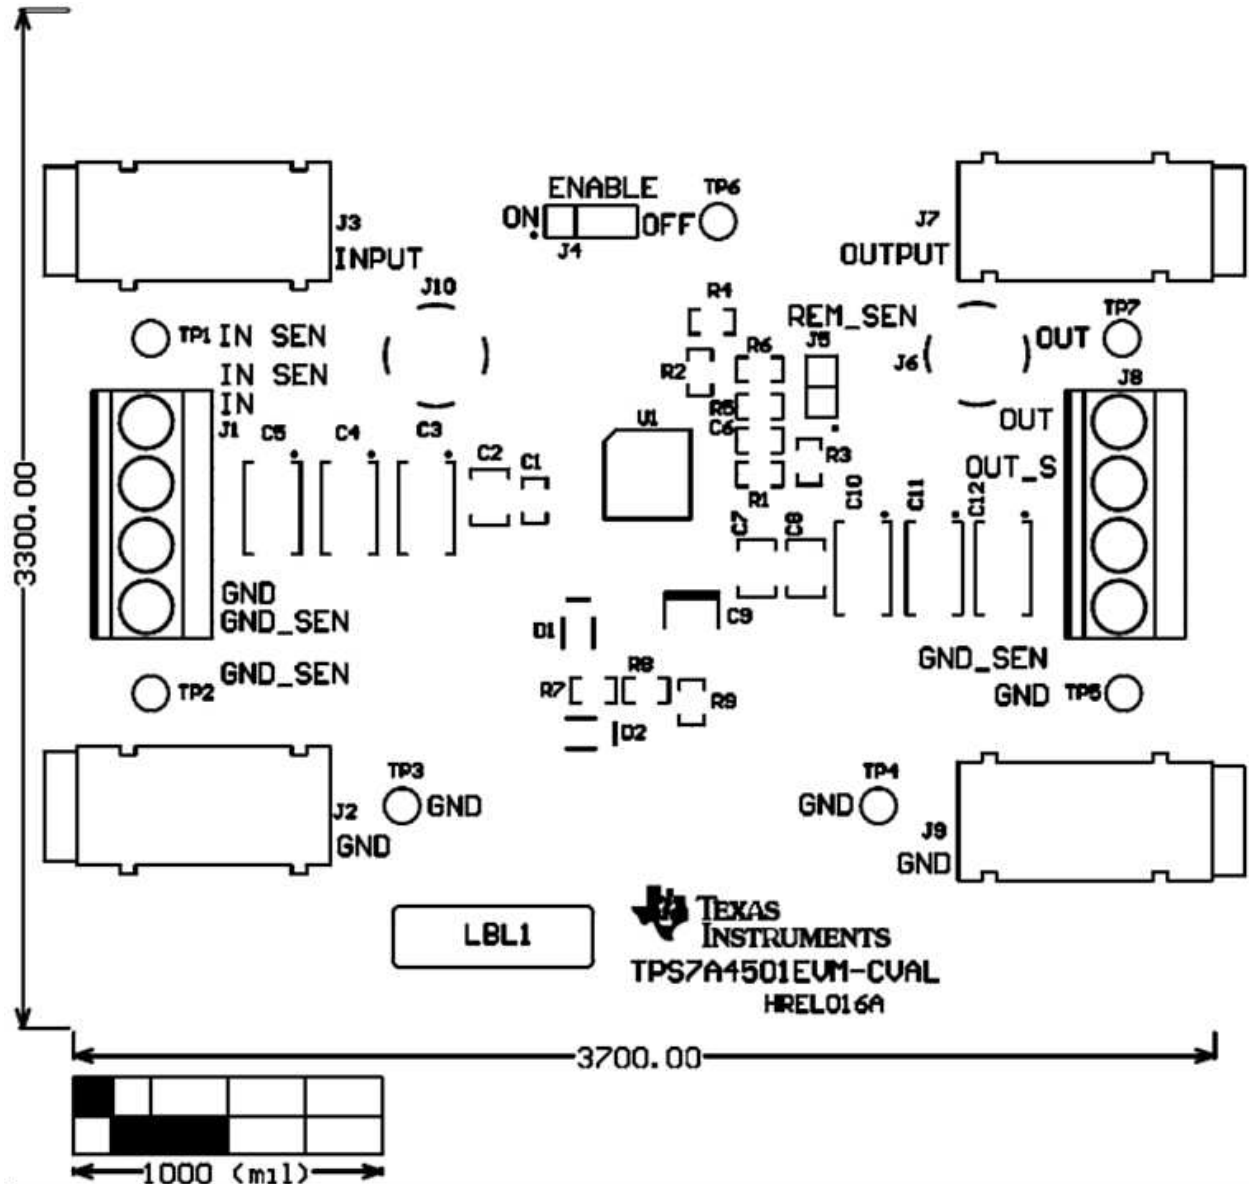 ENABLE
TP6
ON
OFF
J4
J3
INPUT
J7
OUTPUT
J10
R4
REM_SEN
J5
TP7
TP1
IN SEN
R6
J6
OUT
IN SEN
R2
J8
IN
R5
U1
OUT
J1
C5
C4
C3
C6
C2
C1
R3
OUT_S
R1
C10
C11
C12
C7
C8
3300.00
GND
GND_SEN
D1
C9
GND_SEN
GND_SEN
TP2
R7
R8
R9
GND
TP5
D2
TP3
GND
TP4
GND
J2
GND
J9
GND
LBL1
TEXAS
INSTRUMENTS
TPS7A4501EVM-CVAL
HREL016A
3700.00
1000 (mil)